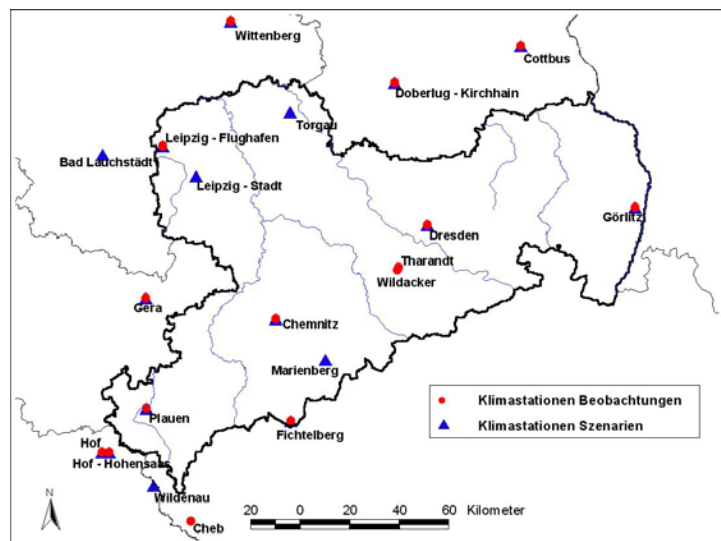 Wittenberg
Cottbus
Doberlug - Kirchhain
Torgau
Leipzig - Flughafen
Bad Lauchstädt
Leipzig - Stadt
Görlitz
Dresden
Tharandt
Wildacker
Gera
Chemnitz
Marienberg
Klimastationen Beobachtungen
Plauen
Klimastationen Szenarien
Fichtelberg
Hof
Hof - Hohensaas
Wildenau
N
Cheb
20 0 20 40 60 Kilometer